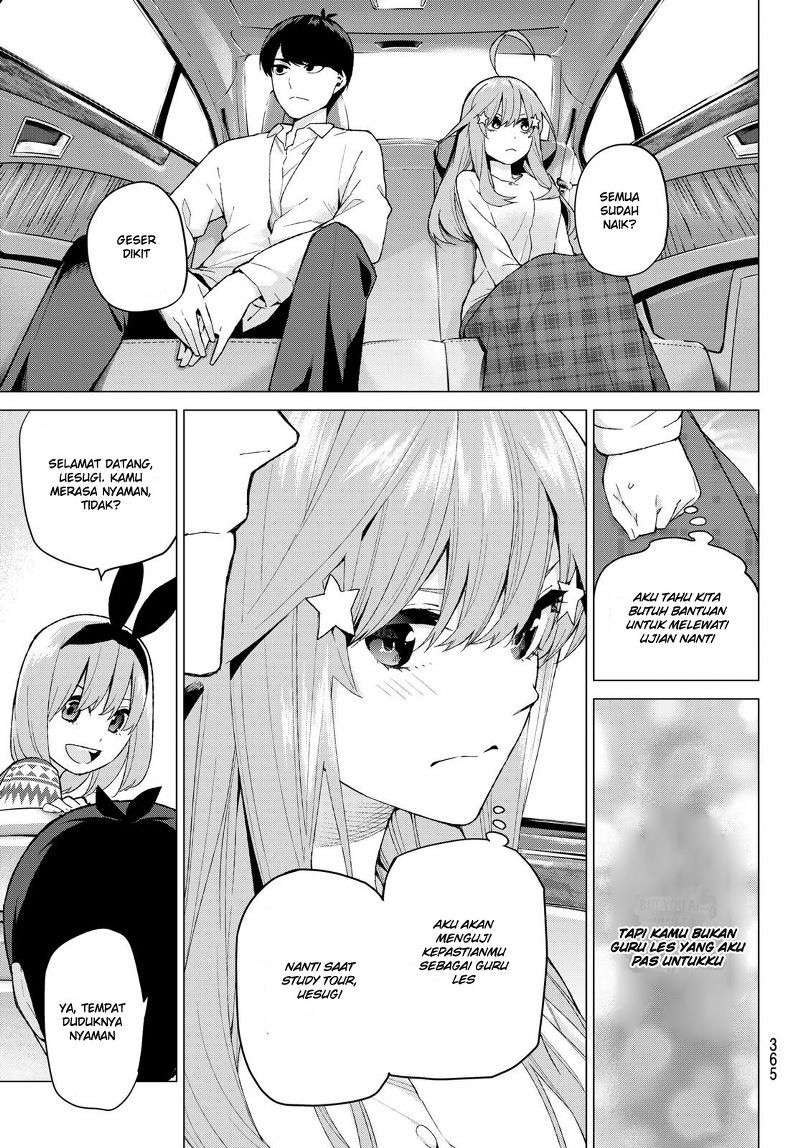 SEMUA
SUDAH
NAIK?
GESER
DIKIT
AKU TAHU KITA
BUTUH BANTUAN
UNTUK MELEWATI
UJIAN NANTI
BUT YOU
TAPI KAMU BUKAN
GURU LES YANG AKU
PAS UNTUKKU
AKU AKAN
MENGUJI
KEPASTIANMU
SEBAGAI GURU
LES
NANTI SAAT
STUDY TOUR,
UESUGI
SELAMAT DATANG,
UESUGI. KAMU
MERASA NYAMAN,
TIDAK?
YA, TEMPAT
DUDUKNYA
NYAMAN
365